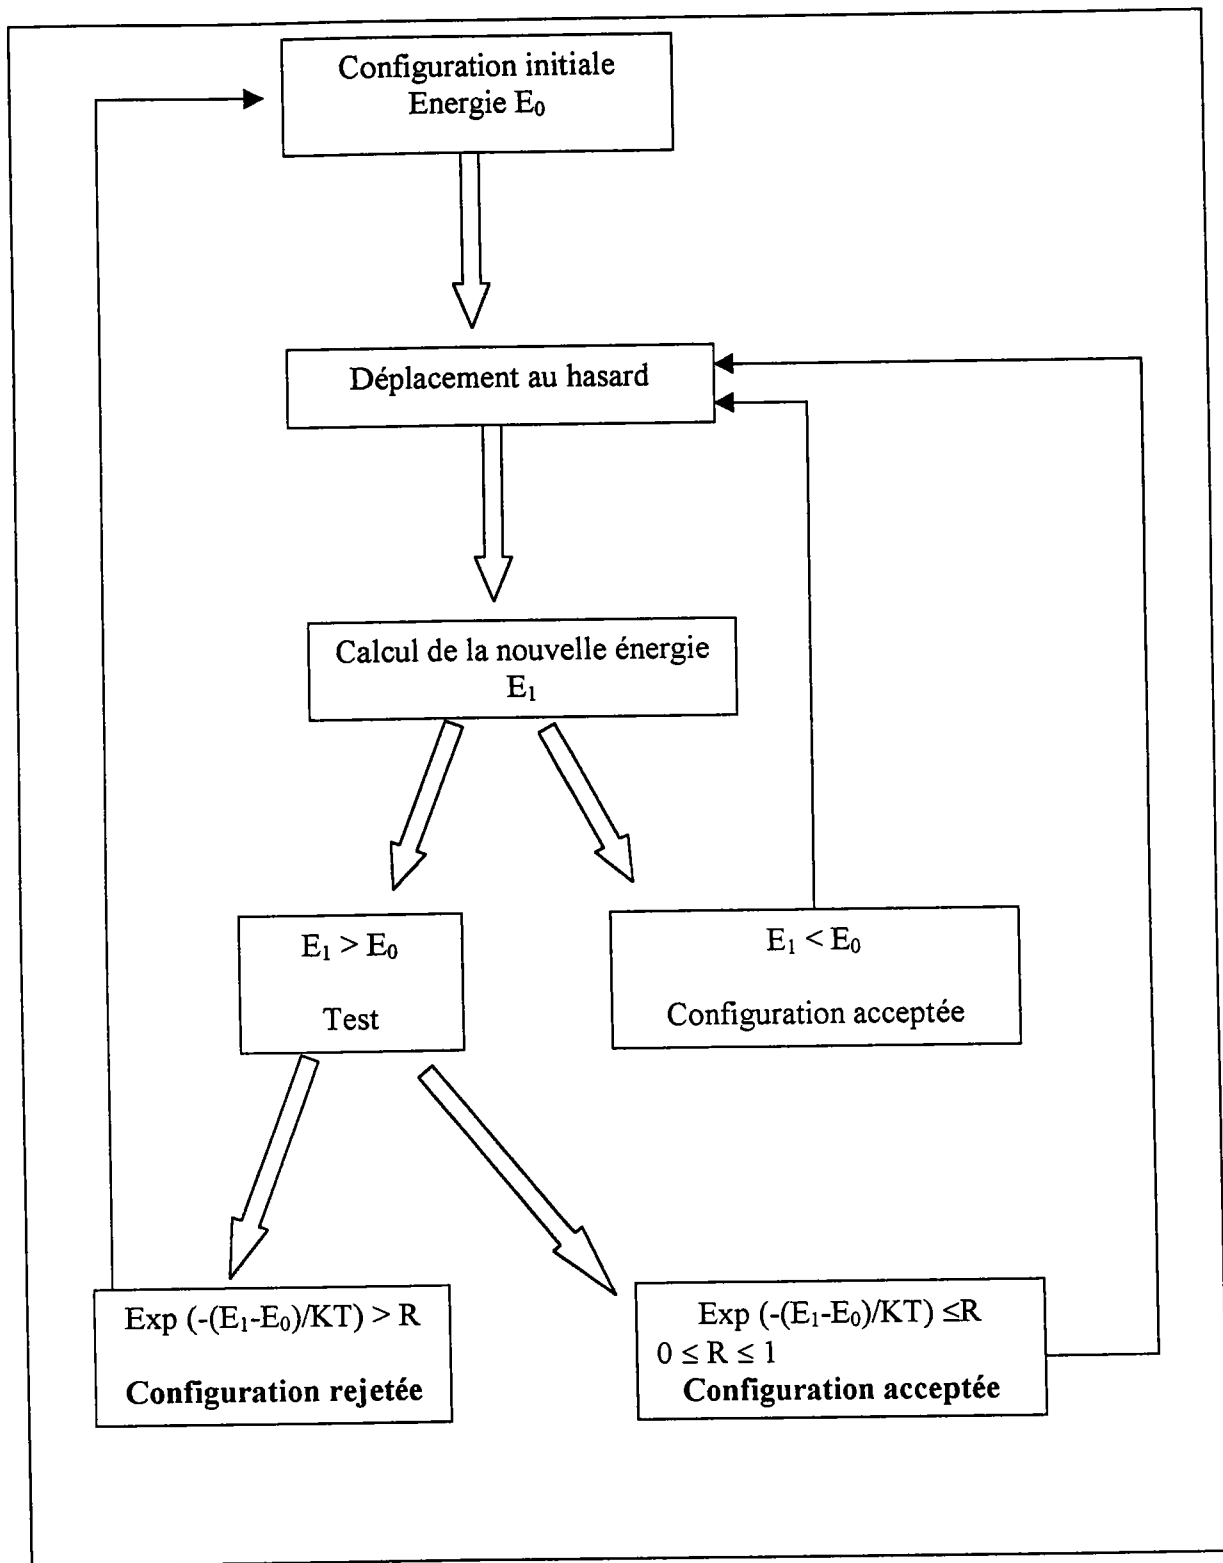 Configuration initiale
Energie E₀
Déplacement au hasard
Calcul de la nouvelle énergie
E₁
E₁ > E₀
Test
E₁ < E₀
Configuration acceptée
Exp (-(E₁-E₀)/KT) > R
Configuration rejetée
Exp (-(E₁-E₀)/KT) ≤R
0 ≤ R ≤ 1
Configuration acceptée